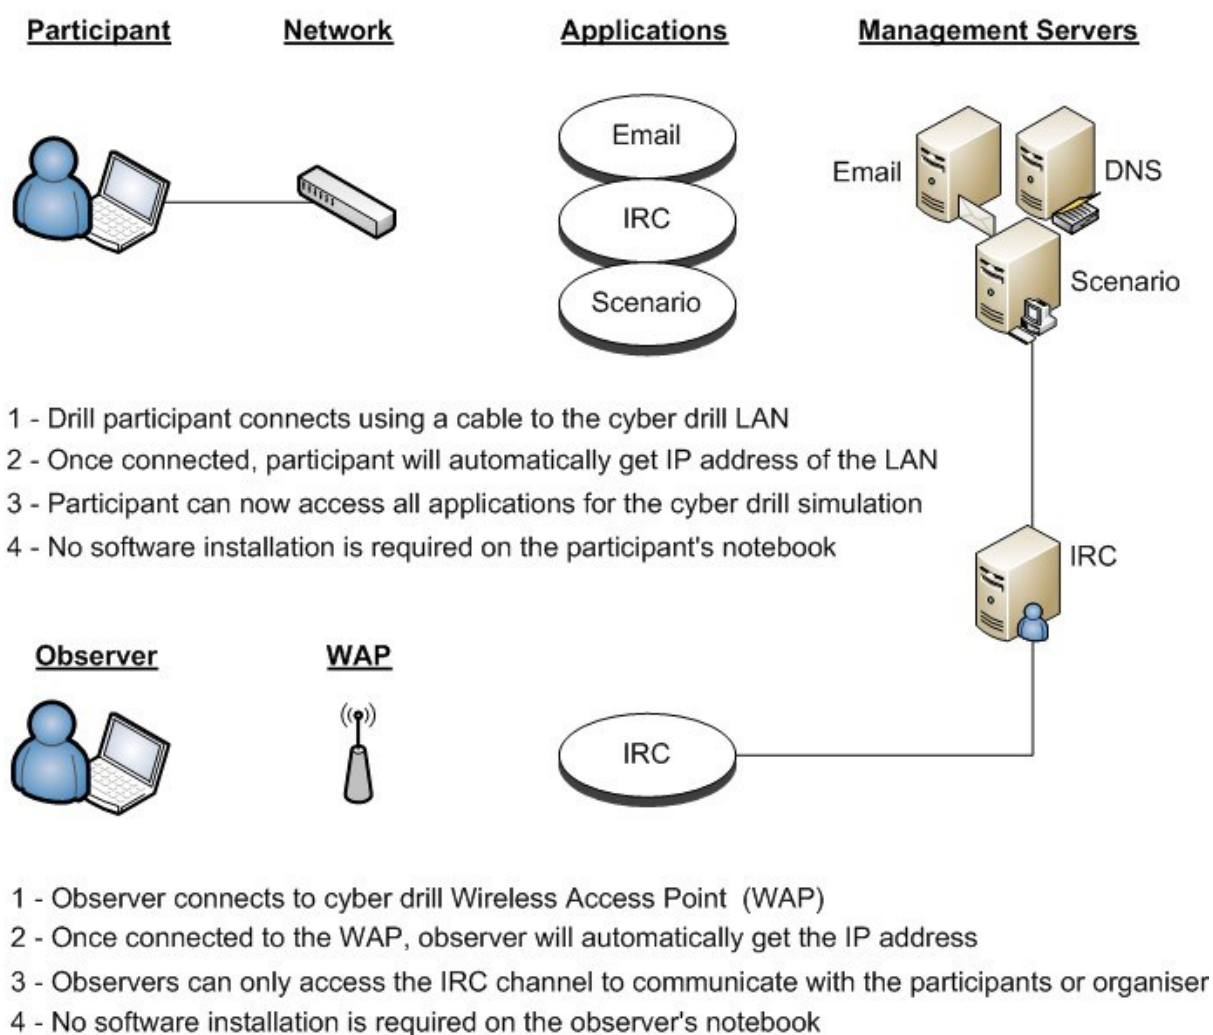 Participant
Network
Applications
Management Servers
Email
IRC
Scenario
Email
DNS
Scenario
1 - Drill participant connects using a cable to the cyber drill LAN
2 - Once connected, participant will automatically get IP address of the LAN
3 - Participant can now access all applications for the cyber drill simulation
4 - No software installation is required on the participant's notebook
IRC
Observer
WAP
IRC
1 - Observer connects to cyber drill Wireless Access Point (WAP)
2 - Once connected to the WAP, observer will automatically get the IP address
3 - Observers can only access the IRC channel to communicate with the participants or organiser
4 - No software installation is required on the observer's notebook